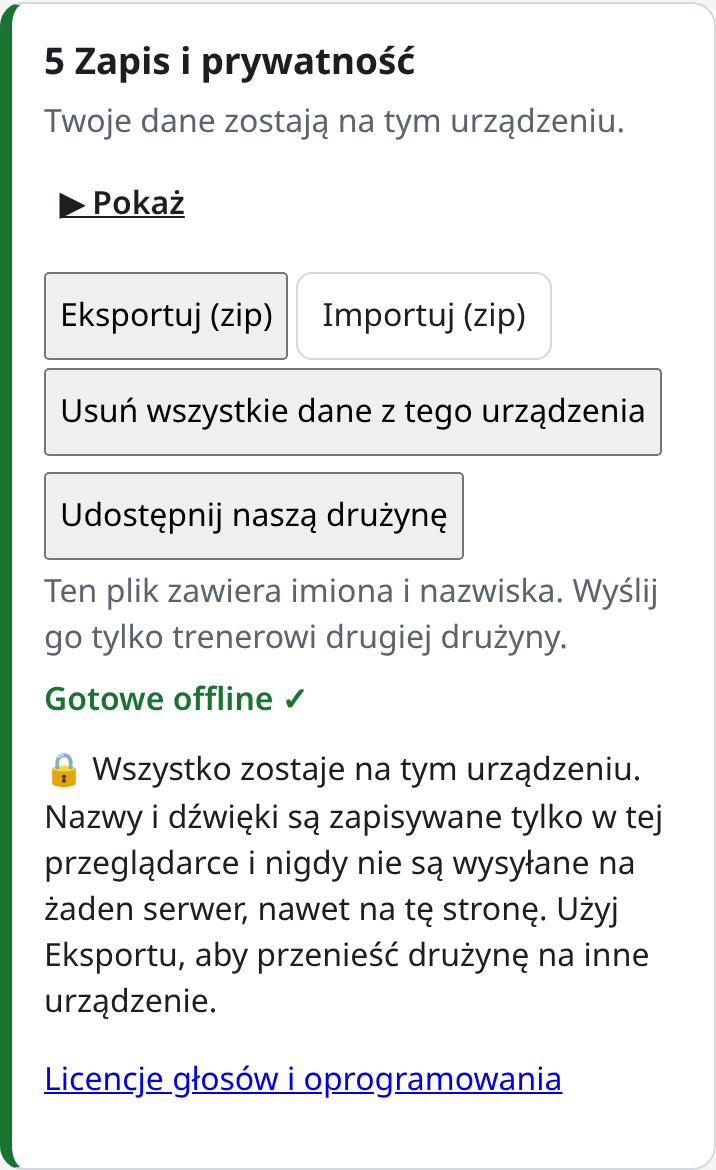 5 Zapis i prywatność
Twoje dane zostają na tym urządzeniu.
▶ Pokaż
Eksportuj (zip)
Importuj (zip)
Usuń wszystkie dane z tego urządzenia
Udostępnij naszą drużynę
Ten plik zawiera imiona i nazwiska. Wyślij
go tylko trenerowi drugiej drużyny.
Gotowe offline ✓
🔒 Wszystko zostaje na tym urządzeniu.
Nazwy i dźwięki są zapisywane tylko w tej
przeglądarce i nigdy nie są wysyłane na
żaden serwer, nawet na tę stronę. Użyj
Eksportu, aby przenieść drużynę na inne
urządzenie.
Licencje głosów i oprogramowania